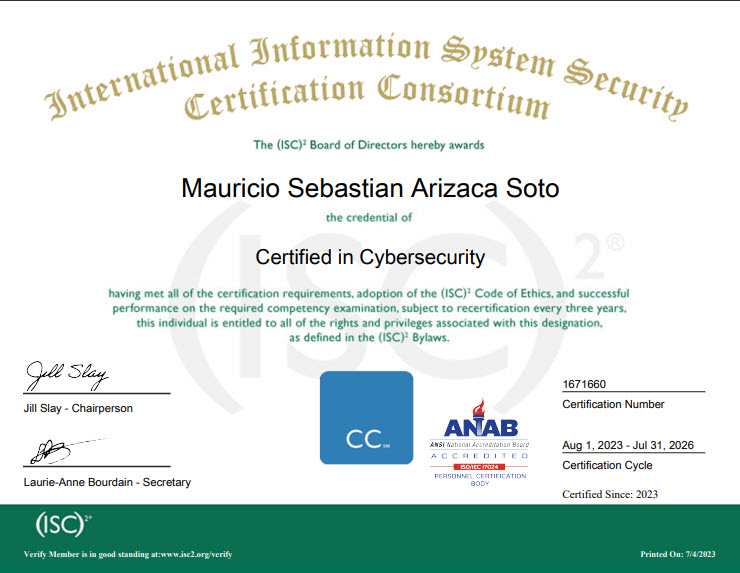 International Information System Security
Certification Consortium
The (ISC)² Board of Directors hereby awards
Mauricio Sebastian Arizaca Soto
the credential of
Certified in Cybersecurity
having met all of the certification requirements, adoption of the (ISC)² Code of Ethics, and successful
performance on the required competency examination, subject to recertification every three years,
this individual is entitled to all of the rights and privileges associated with this designation,
as defined in the (ISC)² Bylaws.
(ISC)²®
Jill Slay
Jill Slay - Chairperson
Laurie-Anne Bourdain - Secretary
CC℠
ANAB
ANSI National Accreditation Board
ACCREDITED
ISO/IEC 17024
PERSONNEL CERTIFICATION
BODY
1671660
Certification Number
Aug 1, 2023 - Jul 31, 2026
Certification Cycle
Certified Since: 2023
(ISC)²®
Verify Member is in good standing at:www.isc2.org/verify
Printed On: 7/4/2023